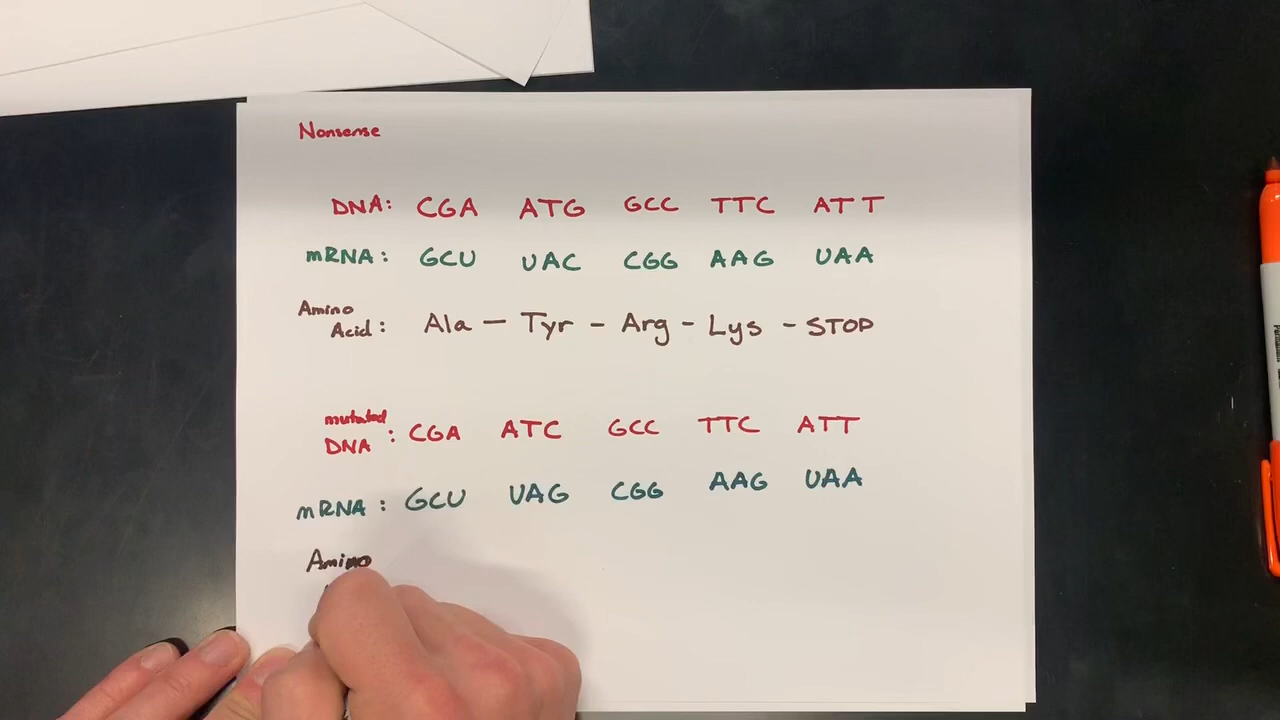 Nonsense
DNA: CGA ATG GCC TTC ATT
mRNA: GCU UAC CGG AAG UAA
Amino
Acid: Ala - Tyr - Arg - Lys - STOP
mutated
DNA : CGA ATC GCC TTC ATT
mRNA : GCU UAG CGG AAG UAA
Amino